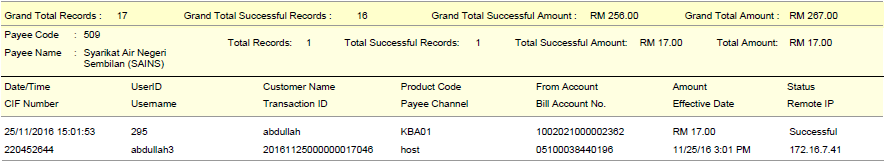 Grand Total Records : 17 Grand Total Successful Records : 16 Grand Total Successful Amount : RM 256.00 Grand Total Amount : RM 267.00
Payee Code : 509
Total Records: 1 Total Successful Records: 1 Total Successful Amount: RM 17.00 Total Amount: RM 17.00
Payee Name : Syarikat Air Negeri
Sembilan (SAINS)
Date/Time UserID Customer Name Product Code From Account Amount Status
CIF Number Username Transaction ID Payee Channel Bill Account No. Effective Date Remote IP
25/11/2016 15:01:53 295 abdullah KBA01 1002021000002362 RM 17.00 Successful
220452644 abdullah3 20161125000000017046 host 05100038440196 11/25/16 3:01 PM 172.16.7.41